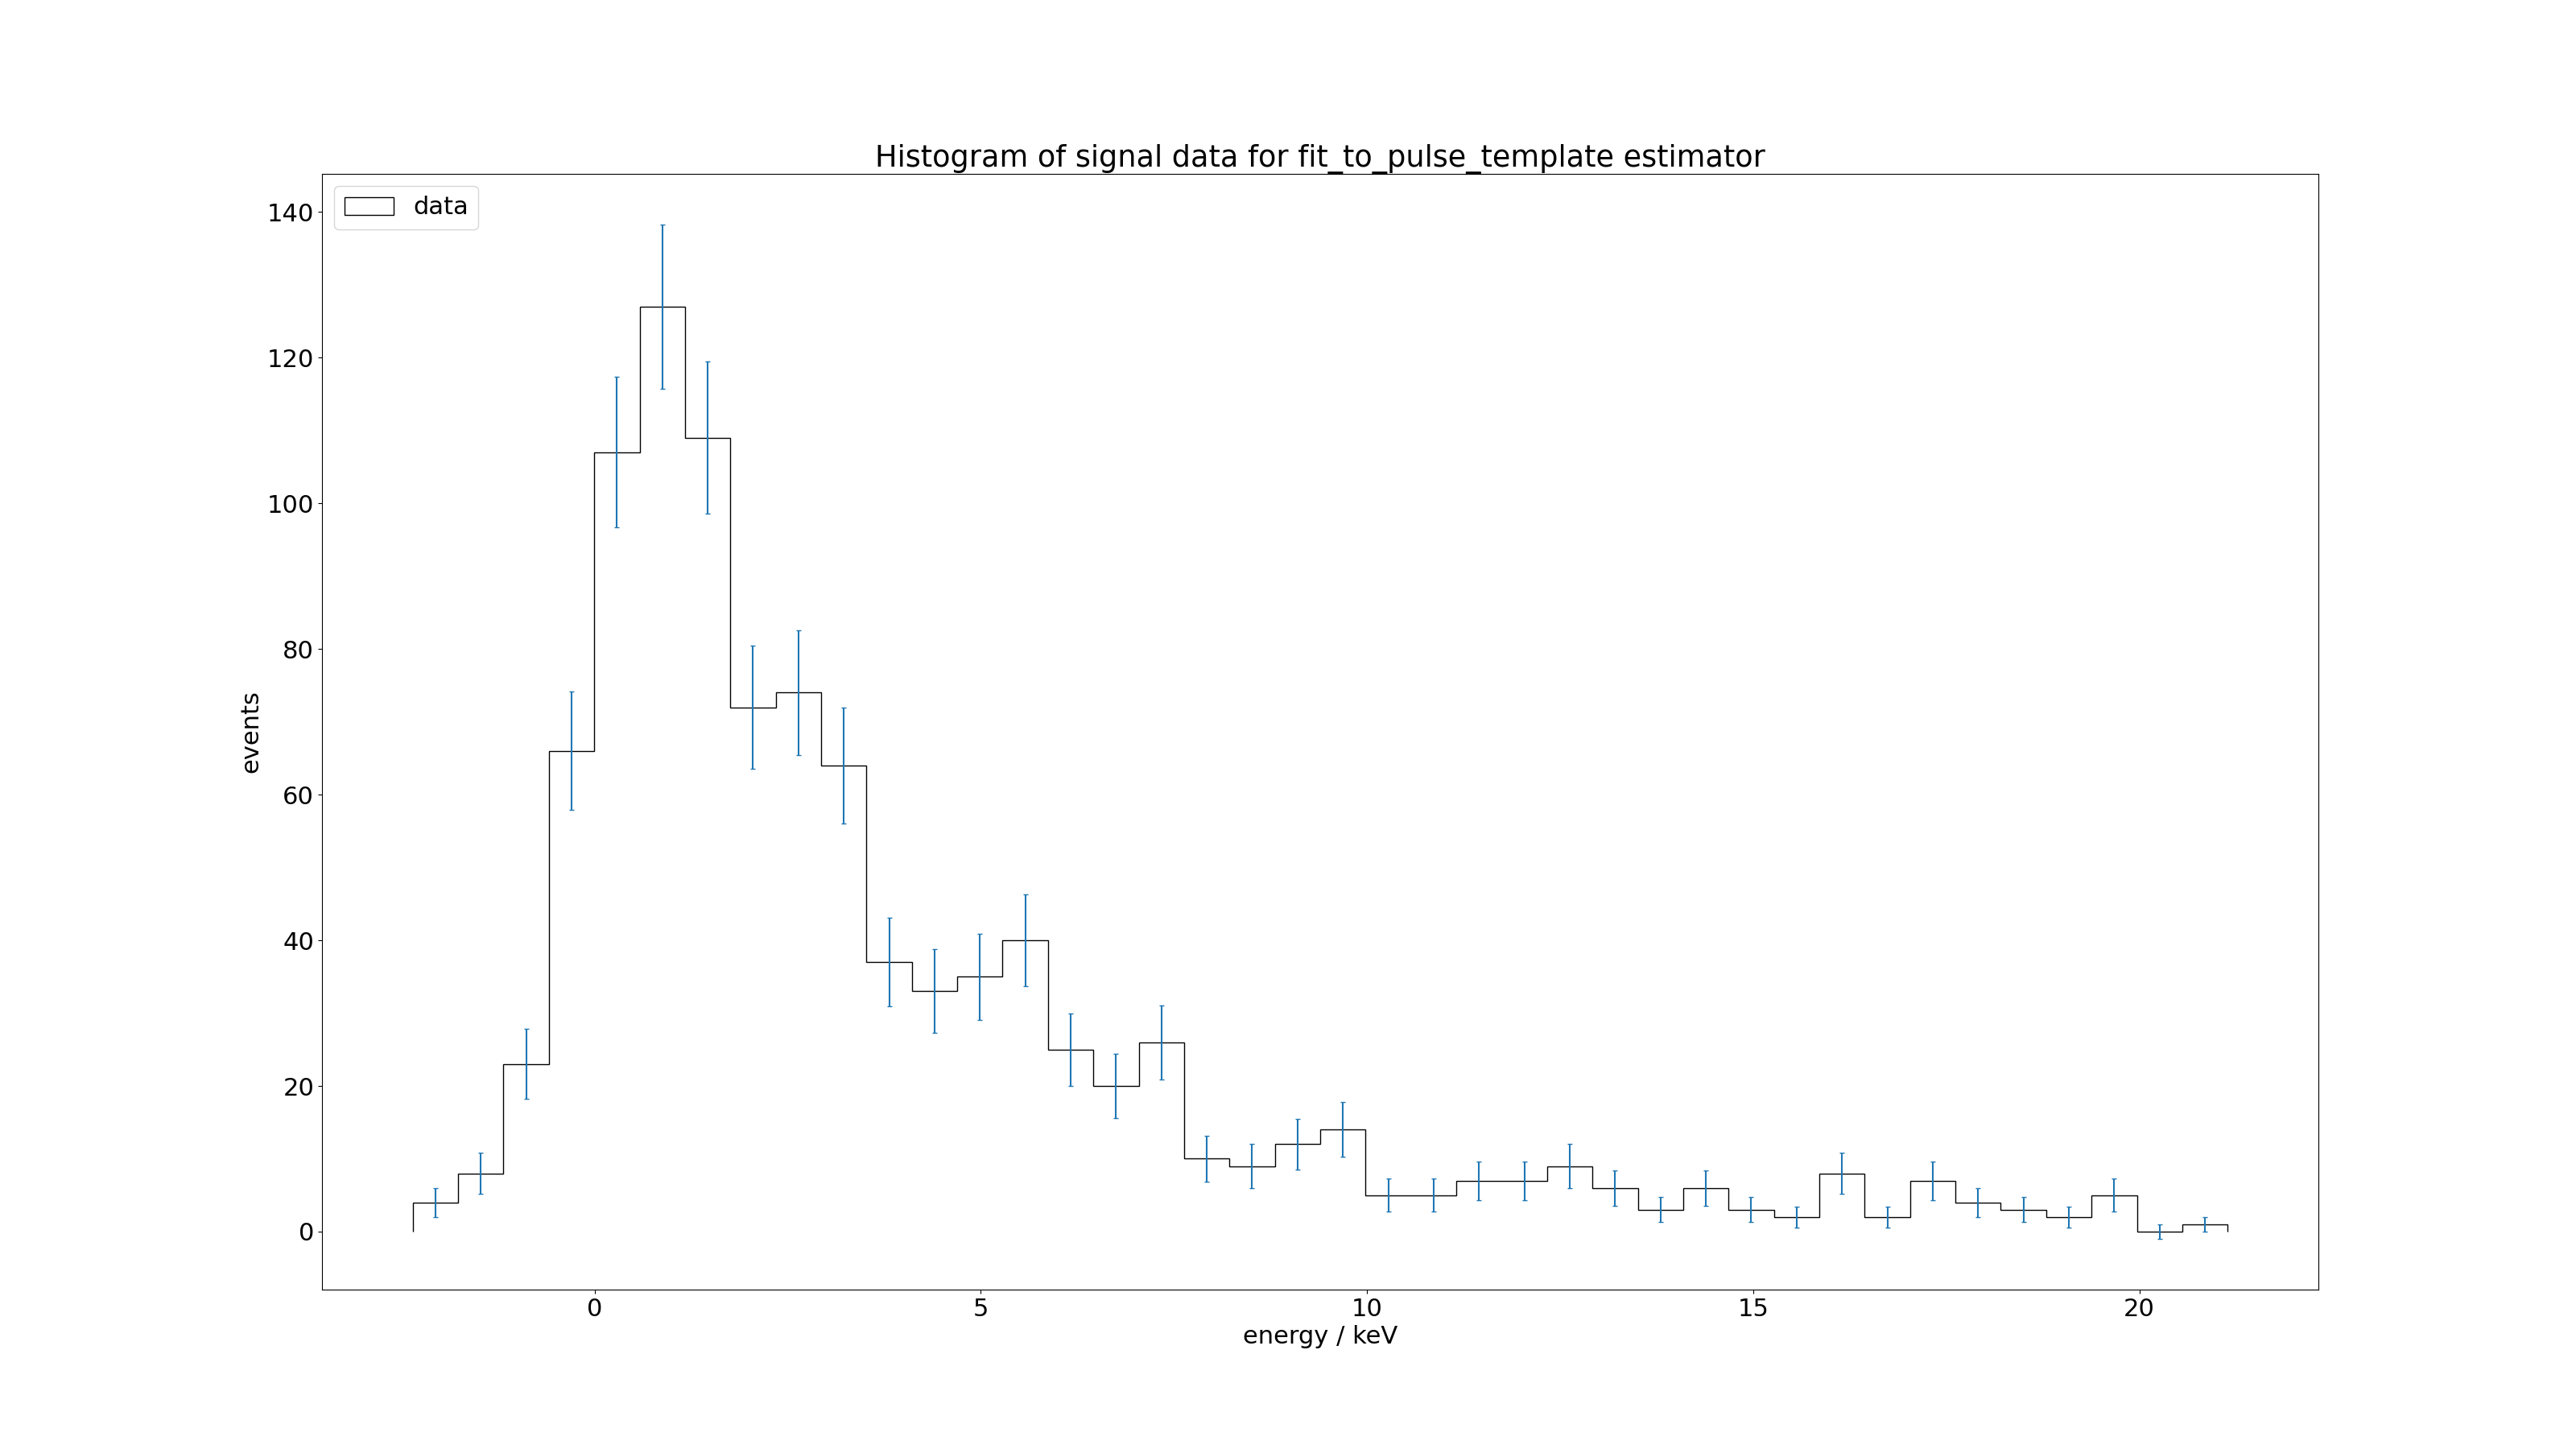 Histogram of signal data for fit_to_pulse_template estimator
data
140
120
100
80
60
40
20
0
events
0 5 10 15 20
energy / keV